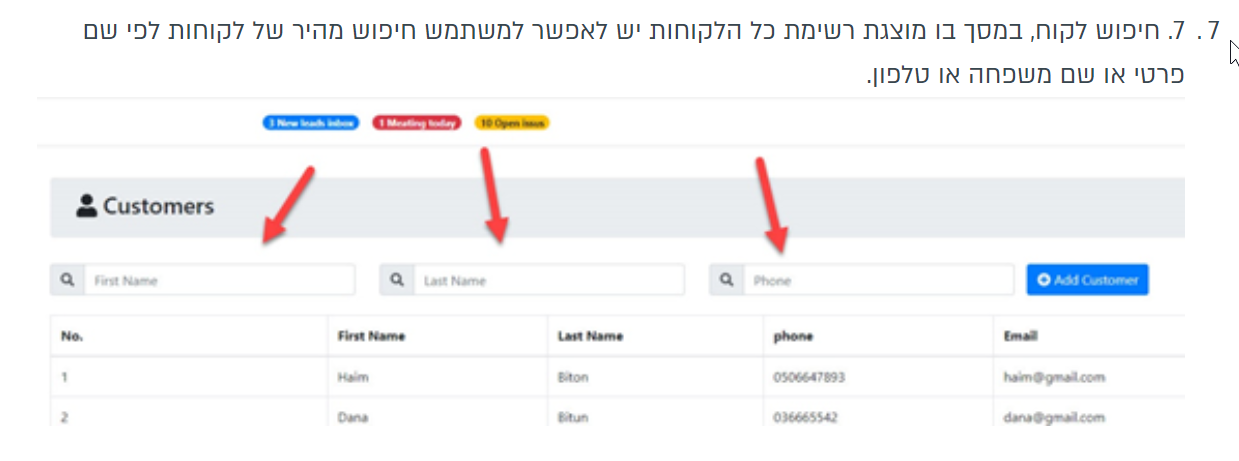 7. 7. חיפוש לקוח, במסך בו מוצגת רשימת כל הלקוחות יש לאפשר למשתמש חיפוש מהיר של לקוחות לפי שם
פרטי או שם משפחה או טלפון.
3 New leads inbox 1 Meeting today 10 Open issus
Customers
First Name Last Name Phone Add Customer
No. First Name Last Name phone Email
1 Haim Biton 0506647893 haim@gmail.com
2 Dana Bitun 036665542 dana@gmail.com